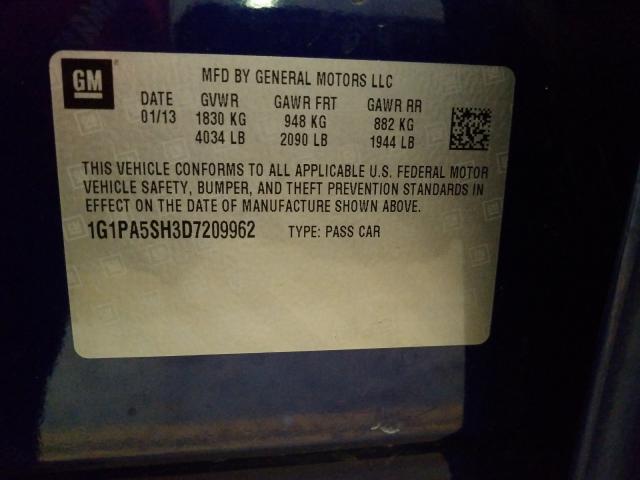 GM
MFD BY GENERAL MOTORS LLC
DATE GVWR GAWR FRT GAWR RR
01/13 1830 KG 948 KG 882 KG
4034 LB 2090 LB 1944 LB
THIS VEHICLE CONFORMS TO ALL APPLICABLE U.S. FEDERAL MOTOR
VEHICLE SAFETY, BUMPER, AND THEFT PREVENTION STANDARDS IN
EFFECT ON THE DATE OF MANUFACTURE SHOWN ABOVE.
1G1PA5SH3D7209962 TYPE: PASS CAR